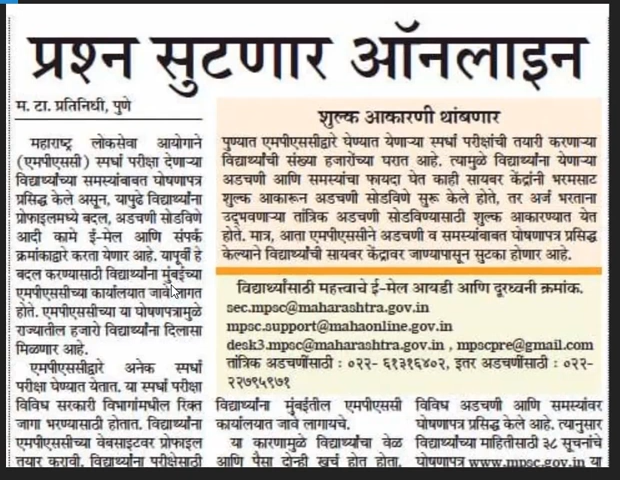 प्रश्न सुटणार ऑनलाइन
म. टा. प्रतिनिधी, पुणे
महाराष्ट्र लोकसेवा आयोगाने
(एमपीएससी) स्पर्धा परीक्षा देणाऱ्या
विद्यार्थ्यांच्या समस्यांबाबत घोषणापत्र
प्रसिद्ध केले असून, यापुढे विद्यार्थ्यांना
प्रोफाइलमध्ये बदल, अडचणी सोडविणे
आदी कामे ई-मेल आणि संपर्क
क्रमांकाद्वारे करता येणार आहे. यापूर्वी हे
बदल करण्यासाठी विद्यार्थ्यांना मुंबईच्या
एमपीएससीच्या कार्यालयात जावे लागत
होते. एमपीएससीच्या या घोषणपत्रामुळे
राज्यातील हजारो विद्यार्थ्यांना दिलासा
मिळणार आहे.
एमपीएससीद्वारे अनेक स्पर्धा
परीक्षा घेण्यात येतात. या स्पर्धा परीक्षा
विविध सरकारी विभागांमधील रिक्त
जागा भरण्यासाठी होतात. विद्यार्थ्यांना
एमपीएससीच्या वेबसाइटवर प्रोफाइल
तयार करावी. विद्यार्थ्यांना परीक्षेसाठी
शुल्क आकारणी थांबणार
पुण्यात एमपीएससीद्वारे घेण्यात येणाऱ्या स्पर्धा परीक्षांची तयारी करणाऱ्या
विद्यार्थ्यांची संख्या हजारोंच्या घरात आहे. त्यामुळे विद्यार्थ्यांना येणाऱ्या
अडचणी आणि समस्यांचा फायदा घेत काही सायबर केंद्रांनी भरमसाट
शुल्क आकारून अडचणी सोडविणे सुरू केले होते, तर अर्ज भरताना
उद्‌भवणाऱ्या तांत्रिक अडचणी सोडविण्यासाठी शुल्क आकारण्यात येत
होते. मात्र, आता एमपीएससीने अडचणी व समस्यांबाबत घोषणापत्र प्रसिद्ध
केल्याने विद्यार्थ्यांची सायबर केंद्रावर जाण्यापासून सुटका होणार आहे.
विद्यार्थ्यांसाठी महत्त्वाचे ई-मेल आयडी आणि दूरध्वनी क्रमांक.
sec.mpsc@maharashtra.gov.in
mpsc.support@mahaonline.gov.in
desk3.mpsc@maharashtra.gov.in , mpscpre@gmail.com
तांत्रिक अडचणींसाठी : ०२२- ६१३१६४०२, इतर अडचणींसाठी : ०२२-
२२७९५९७१
विद्यार्थ्यांना मुंबईतील एमपीएससी
कार्यालयात जावे लागायचे.
या कारणामुळे विद्यार्थ्यांचा वेळ
आणि पैसा दोन्ही खर्च होत होता.
विविध अडचणी आणि समस्यांवर
घोषणापत्र प्रसिद्ध केले आहे. त्यानुसार
विद्यार्थ्यांच्या माहितीसाठी ३८ सूचनांचे
घोषणापत्र www.mpsc.gov.in या